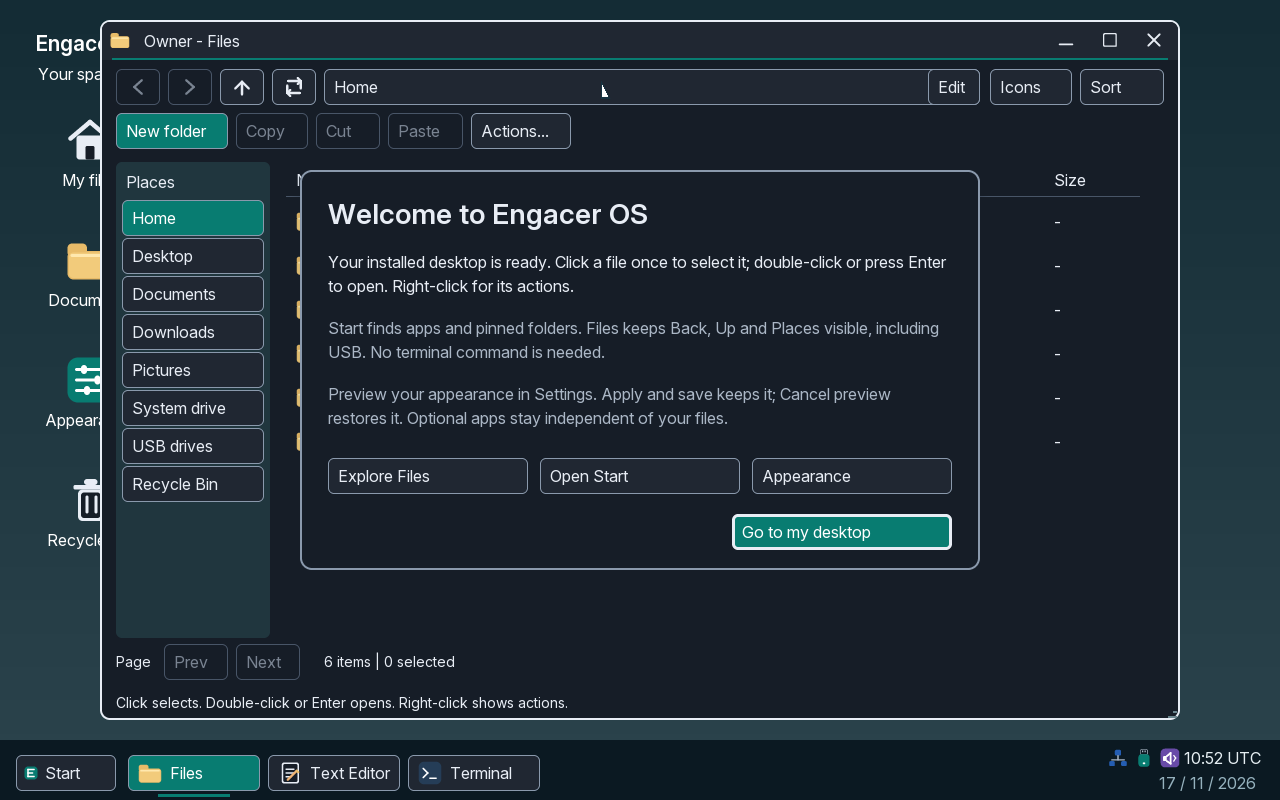 Owner - Files
Home
Edit
Icons
Sort
New folder
Copy
Cut
Paste
Actions...
Places
Home
Desktop
Documents
Downloads
Pictures
System drive
USB drives
Recycle Bin
Size
-
-
-
-
-
-
Welcome to Engacer OS
Your installed desktop is ready. Click a file once to select it; double-click or press Enter
to open. Right-click for its actions.
Start finds apps and pinned folders. Files keeps Back, Up and Places visible, including
USB. No terminal command is needed.
Preview your appearance in Settings. Apply and save keeps it; Cancel preview
restores it. Optional apps stay independent of your files.
Explore Files
Open Start
Appearance
Go to my desktop
Page
Prev
Next
6 items | 0 selected
Click selects. Double-click or Enter opens. Right-click shows actions.
Your
My
Start
Files
Text Editor
Terminal
10:52 UTC
17 / 11 / 2026